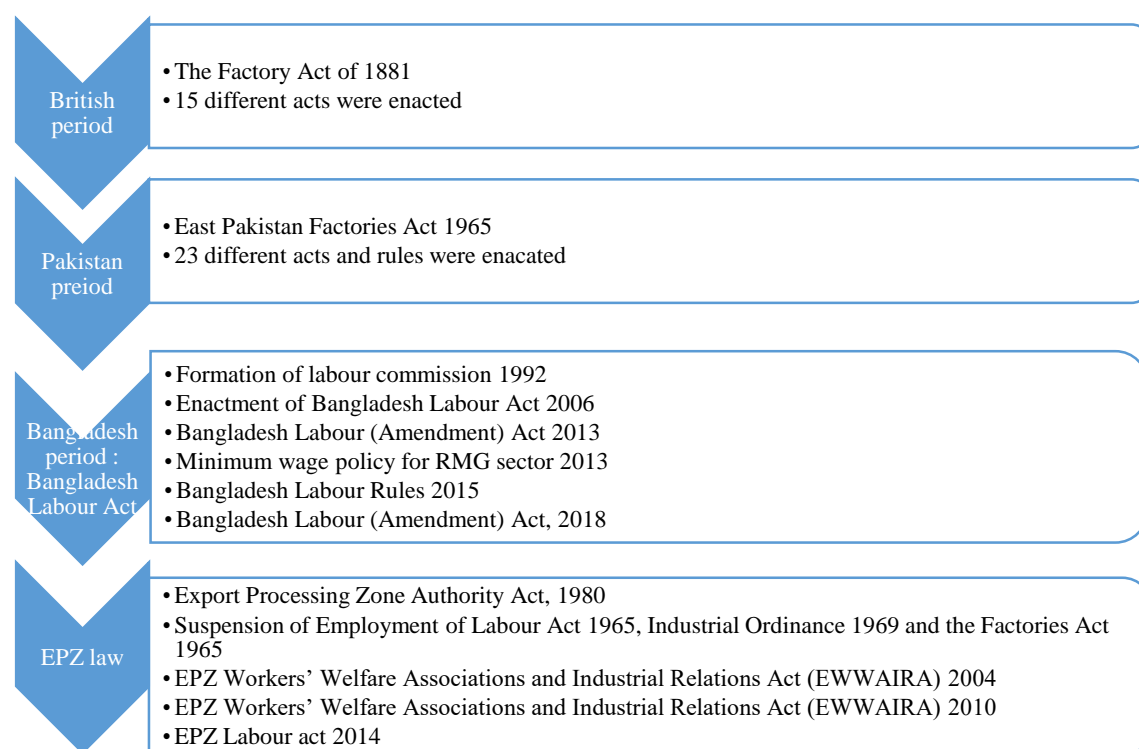 British
period
• The Factory Act of 1881
• 15 different acts were enacted
Pakistan
preiod
• East Pakistan Factories Act 1965
• 23 different acts and rules were enacated
Bangladesh
period :
Bangladesh
Labour Act
• Formation of labour commission 1992
• Enactment of Bangladesh Labour Act 2006
• Bangladesh Labour (Amendment) Act 2013
• Minimum wage policy for RMG sector 2013
• Bangladesh Labour Rules 2015
• Bangladesh Labour (Amendment) Act, 2018
EPZ law
• Export Processing Zone Authority Act, 1980
• Suspension of Employment of Labour Act 1965, Industrial Ordinance 1969 and the Factories Act
1965
• EPZ Workers’ Welfare Associations and Industrial Relations Act (EWWAIRA) 2004
• EPZ Workers’ Welfare Associations and Industrial Relations Act (EWWAIRA) 2010
• EPZ Labour act 2014